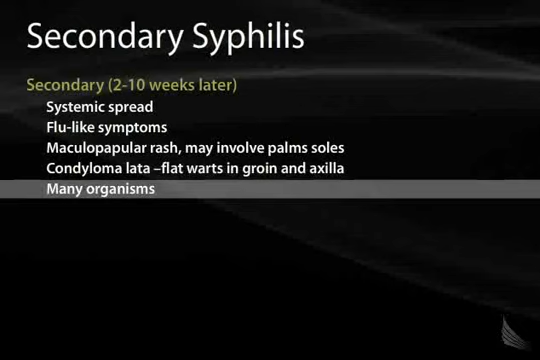 Secondary Syphilis
Secondary (2-10 weeks later)
Systemic spread
Flu-like symptoms
Maculopapular rash, may involve palms soles
Condyloma lata –flat warts in groin and axilla
Many organisms